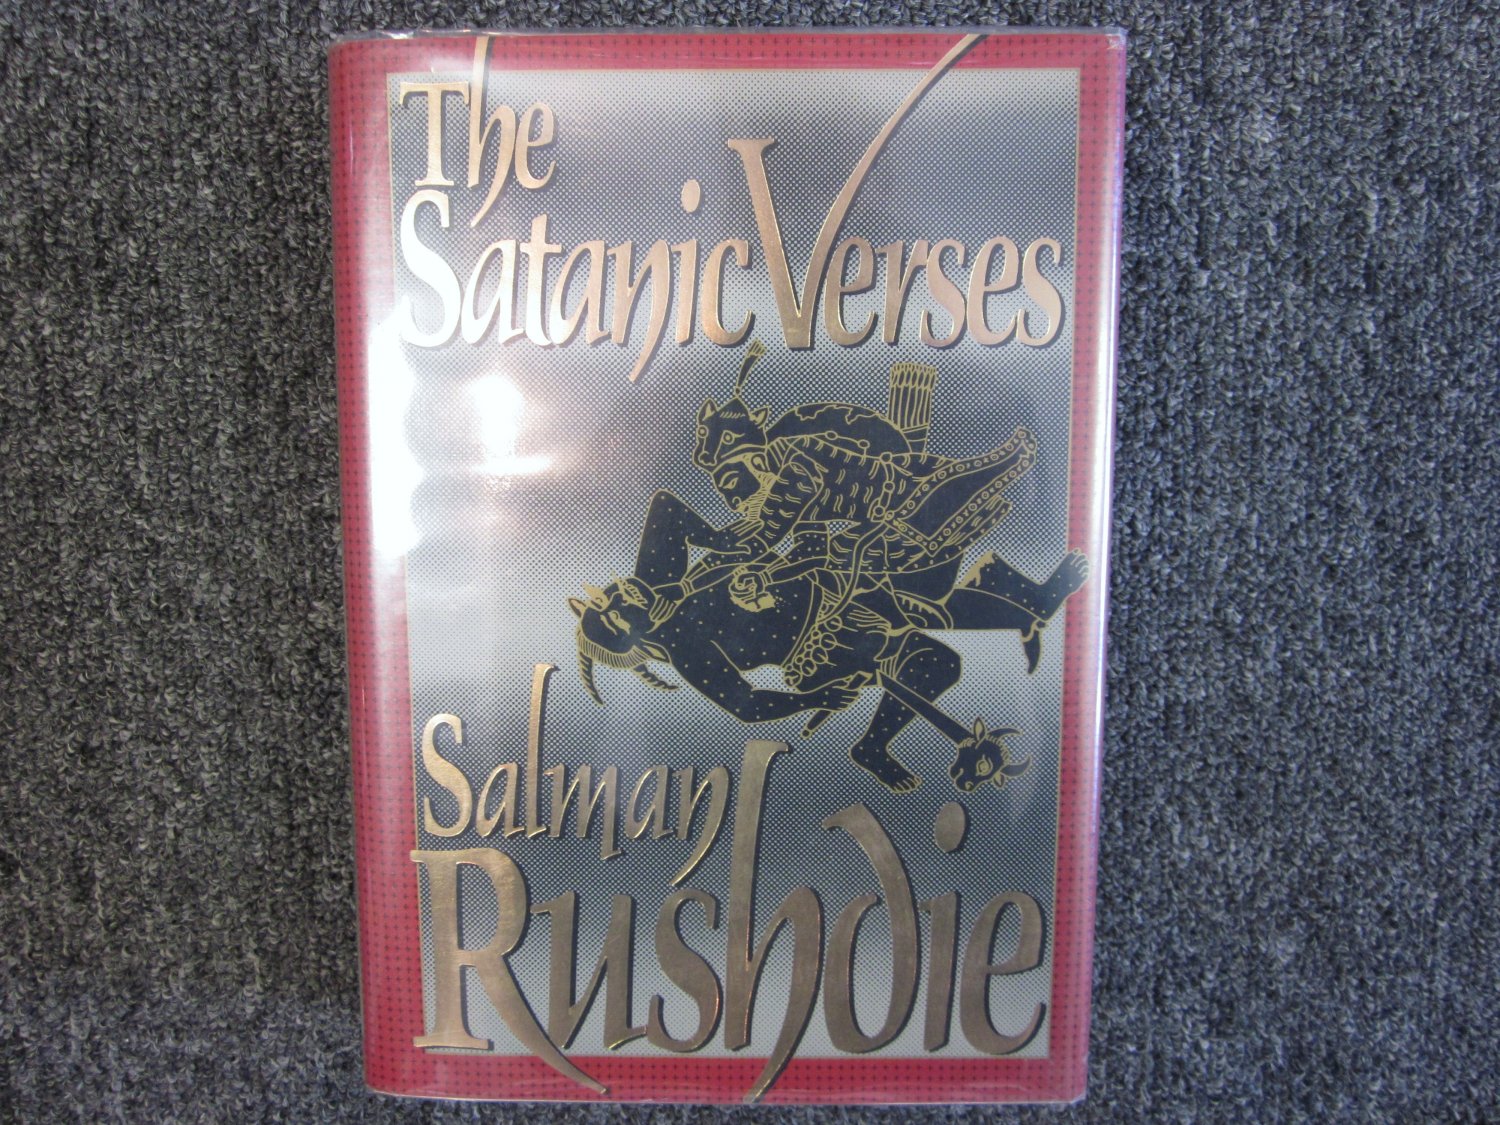 The
Satanic Verses
Salman
Rushdie